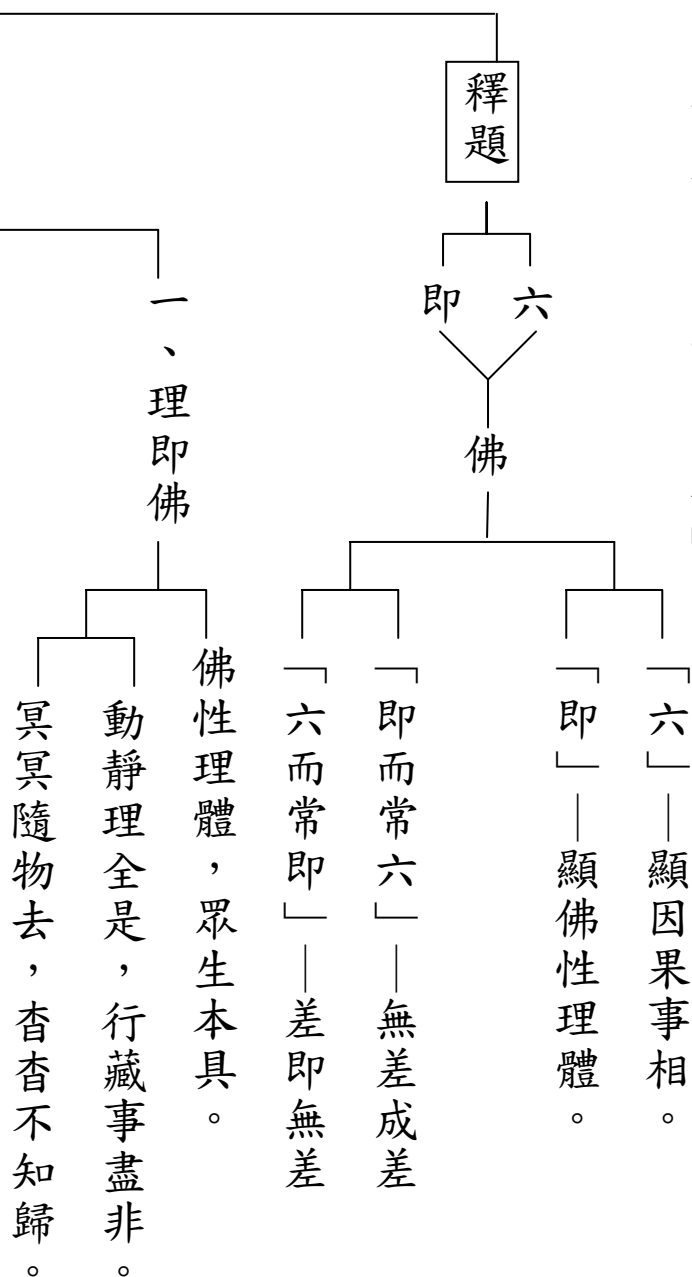 釋題
六
即
佛
「六」—顯因果事相。
「即」—顯佛性理體。
「即而常六」—無差成差
「六而常即」—差即無差
一、理即佛
佛性理體，眾生本具。
動靜理全是，行藏事盡非。
冥冥隨物去，杳杳不知歸。